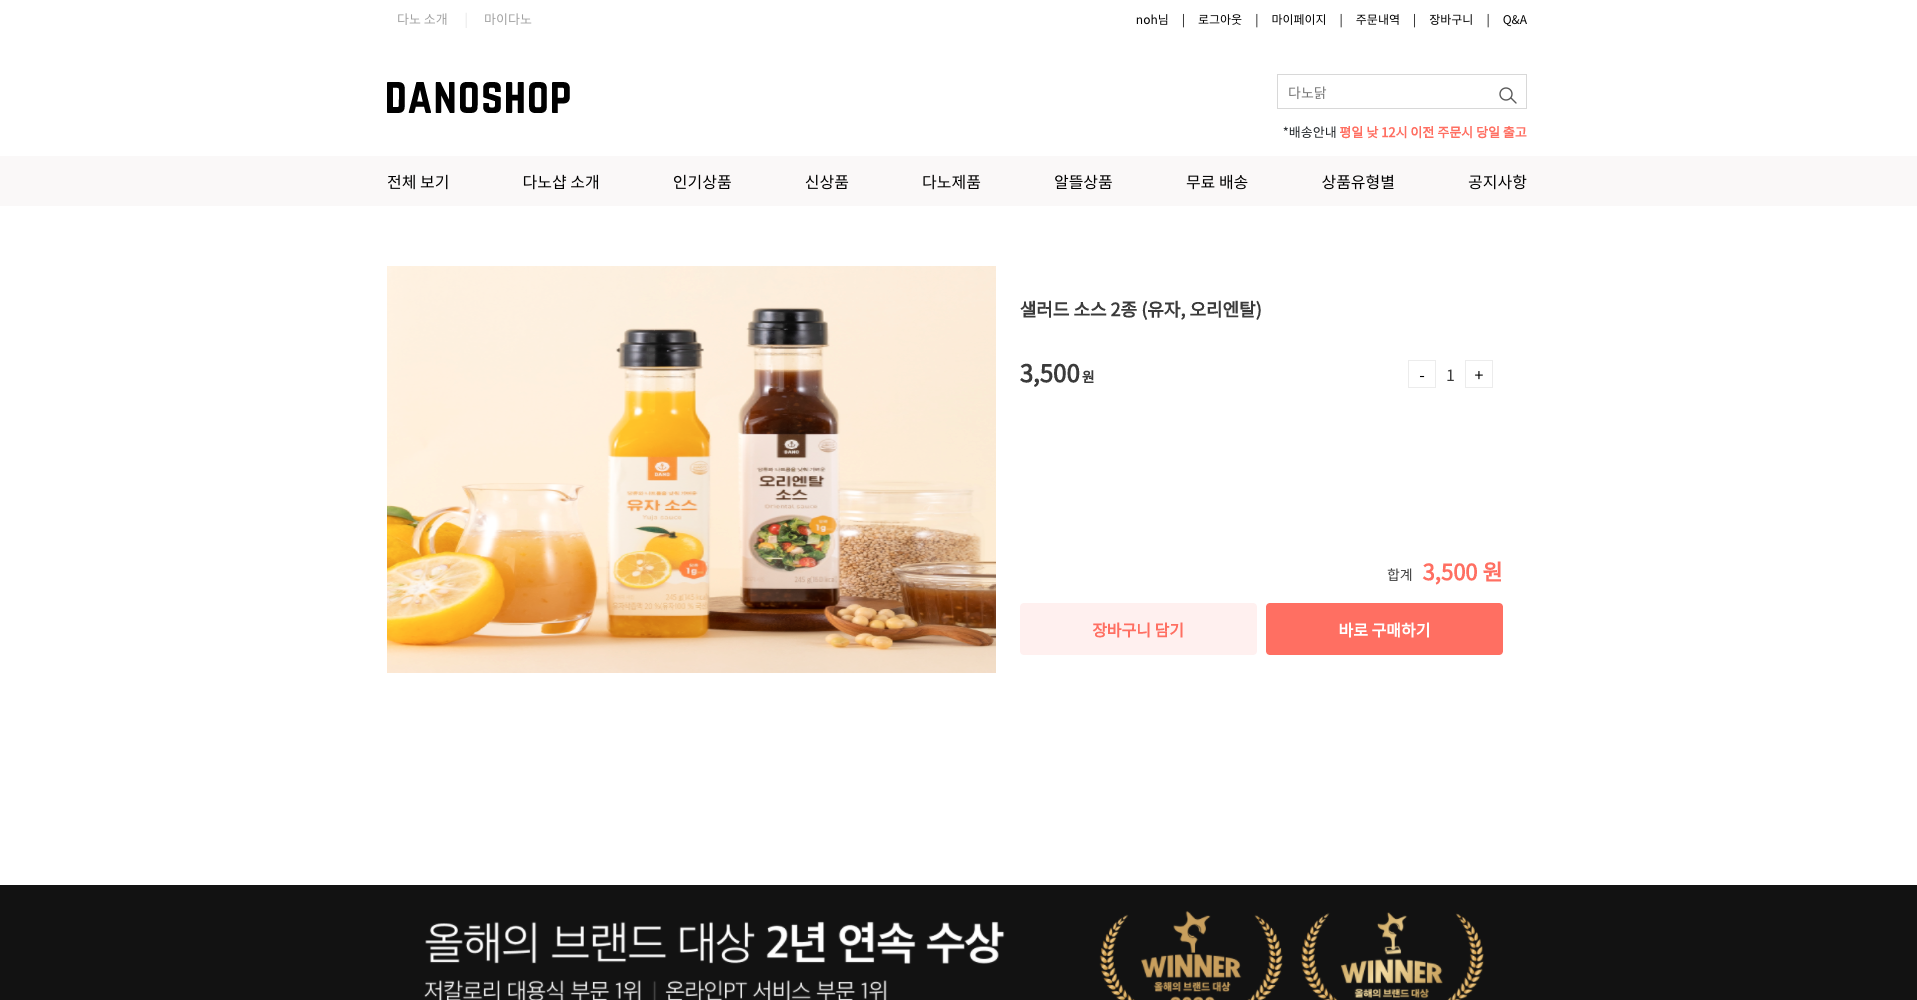 다노 소개 | 마이다노
noh님 | 로그아웃 | 마이페이지 | 주문내역 | 장바구니 | Q&A
DANOSHOP
다노닭
*배송안내 평일 낮 12시 이전 주문시 당일 출고
전체 보기 다노샵 소개 인기상품 신상품 다노제품 알뜰상품 무료 배송 상품유형별 공지사항
샐러드 소스 2종 (유자, 오리엔탈)
3,500원
- 1 +
유자 소스
1g
오리엔탈
소스
1g
합계 3,500 원
장바구니 담기
바로 구매하기
올해의 브랜드 대상 2년 연속 수상
저칼로리 대용식 부문 1위 | 온라인PT 서비스 부문 1위
WINNER
올해의 브랜드 대상
WINNER
올해의 브랜드 대상